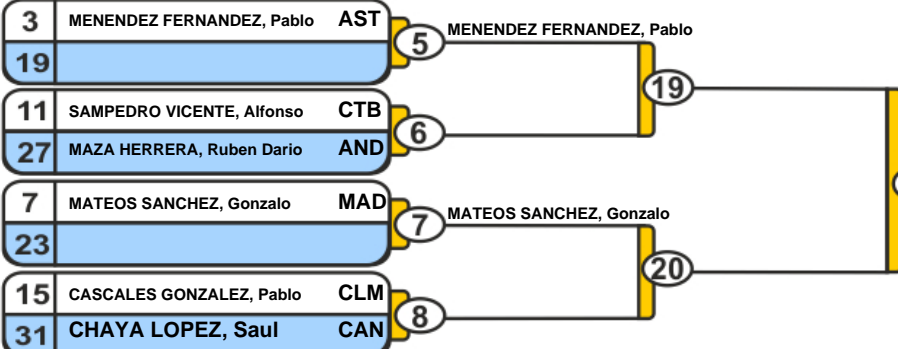 3 MENENDEZ FERNANDEZ, Pablo AST
5 MENENDEZ FERNANDEZ, Pablo
19
19
11 SAMPEDRO VICENTE, Alfonso CTB
6
27 MAZA HERRERA, Ruben Dario AND
7 MATEOS SANCHEZ, Gonzalo MAD
7 MATEOS SANCHEZ, Gonzalo
23
20
15 CASCALES GONZALEZ, Pablo CLM
8
31 CHAYA LOPEZ, Saul CAN